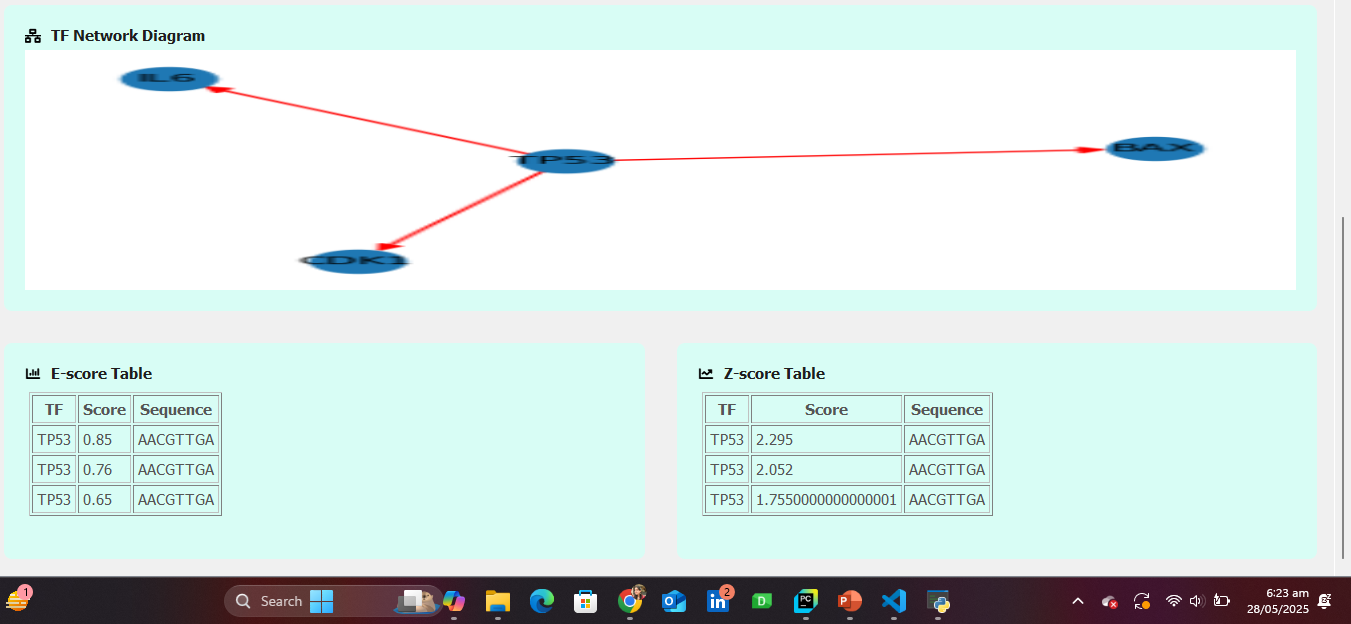 TF Network Diagram
IL6
TP53
BAX
CDK1
E-score Table
TF Score Sequence
TP53 0.85 AACGTTGA
TP53 0.76 AACGTTGA
TP53 0.65 AACGTTGA
Z-score Table
TF Score Sequence
TP53 2.295 AACGTTGA
TP53 2.052 AACGTTGA
TP53 1.7550000000000001 AACGTTGA
1
Search
2
D
PC
P
6:23 am
28/05/2025